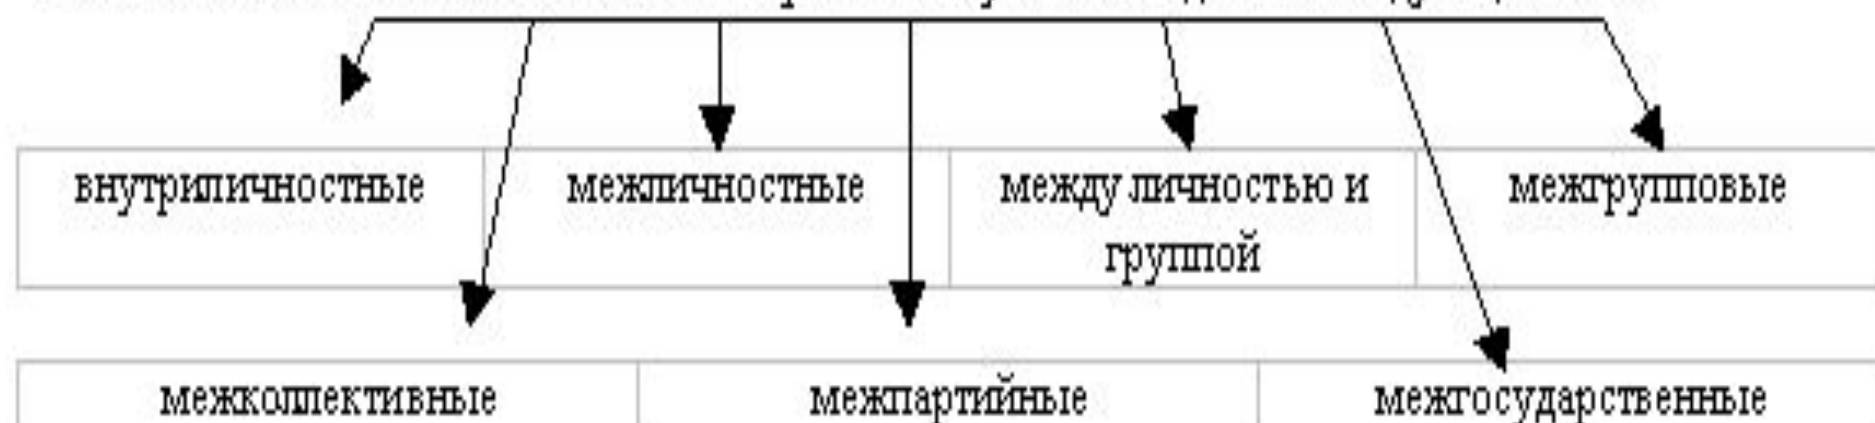 внутриличностные
межличностные
между личностью и
группой
межгрупповые
межколлективные
межпартийные
межгосударственные